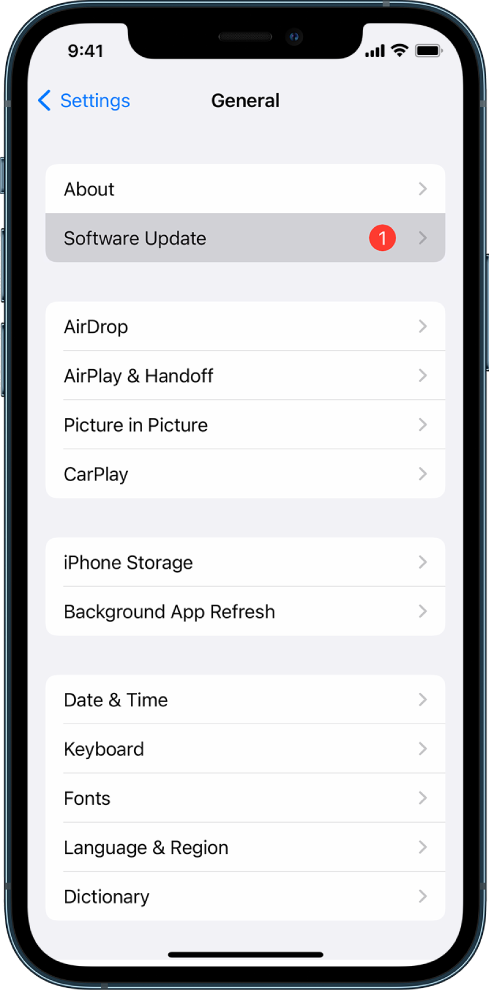 9:41
Settings
General
About
Software Update 1
AirDrop
AirPlay & Handoff
Picture in Picture
CarPlay
iPhone Storage
Background App Refresh
Date & Time
Keyboard
Fonts
Language & Region
Dictionary